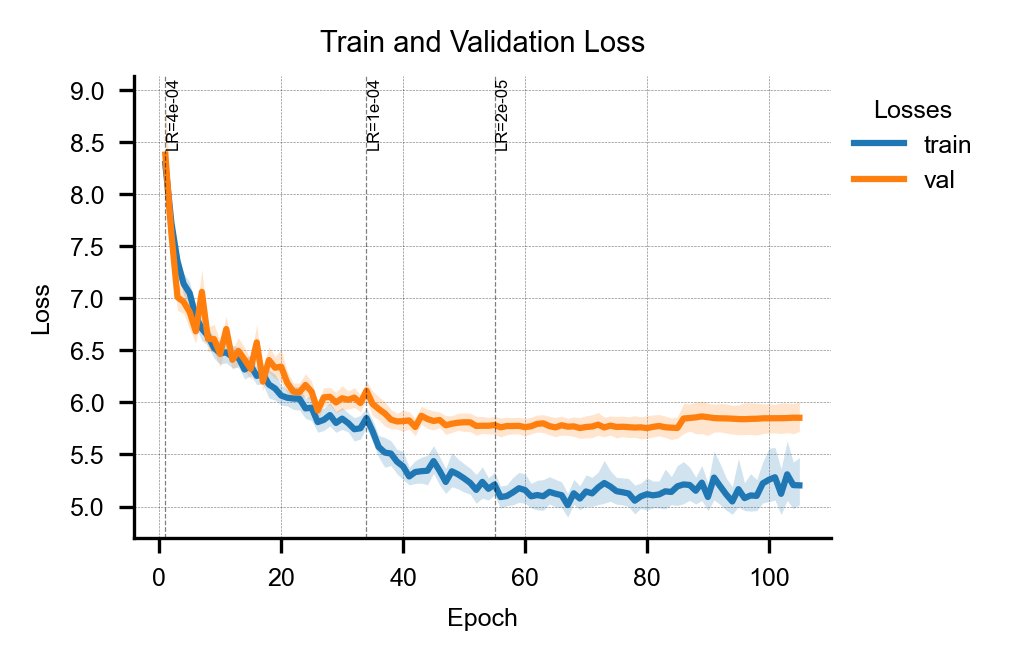 Train and Validation Loss
LR=4e-04
LR=1e-04
LR=2e-05
Losses
train
val
Loss
9.0
8.5
8.0
7.5
7.0
6.5
6.0
5.5
5.0
0 20 40 60 80 100
Epoch